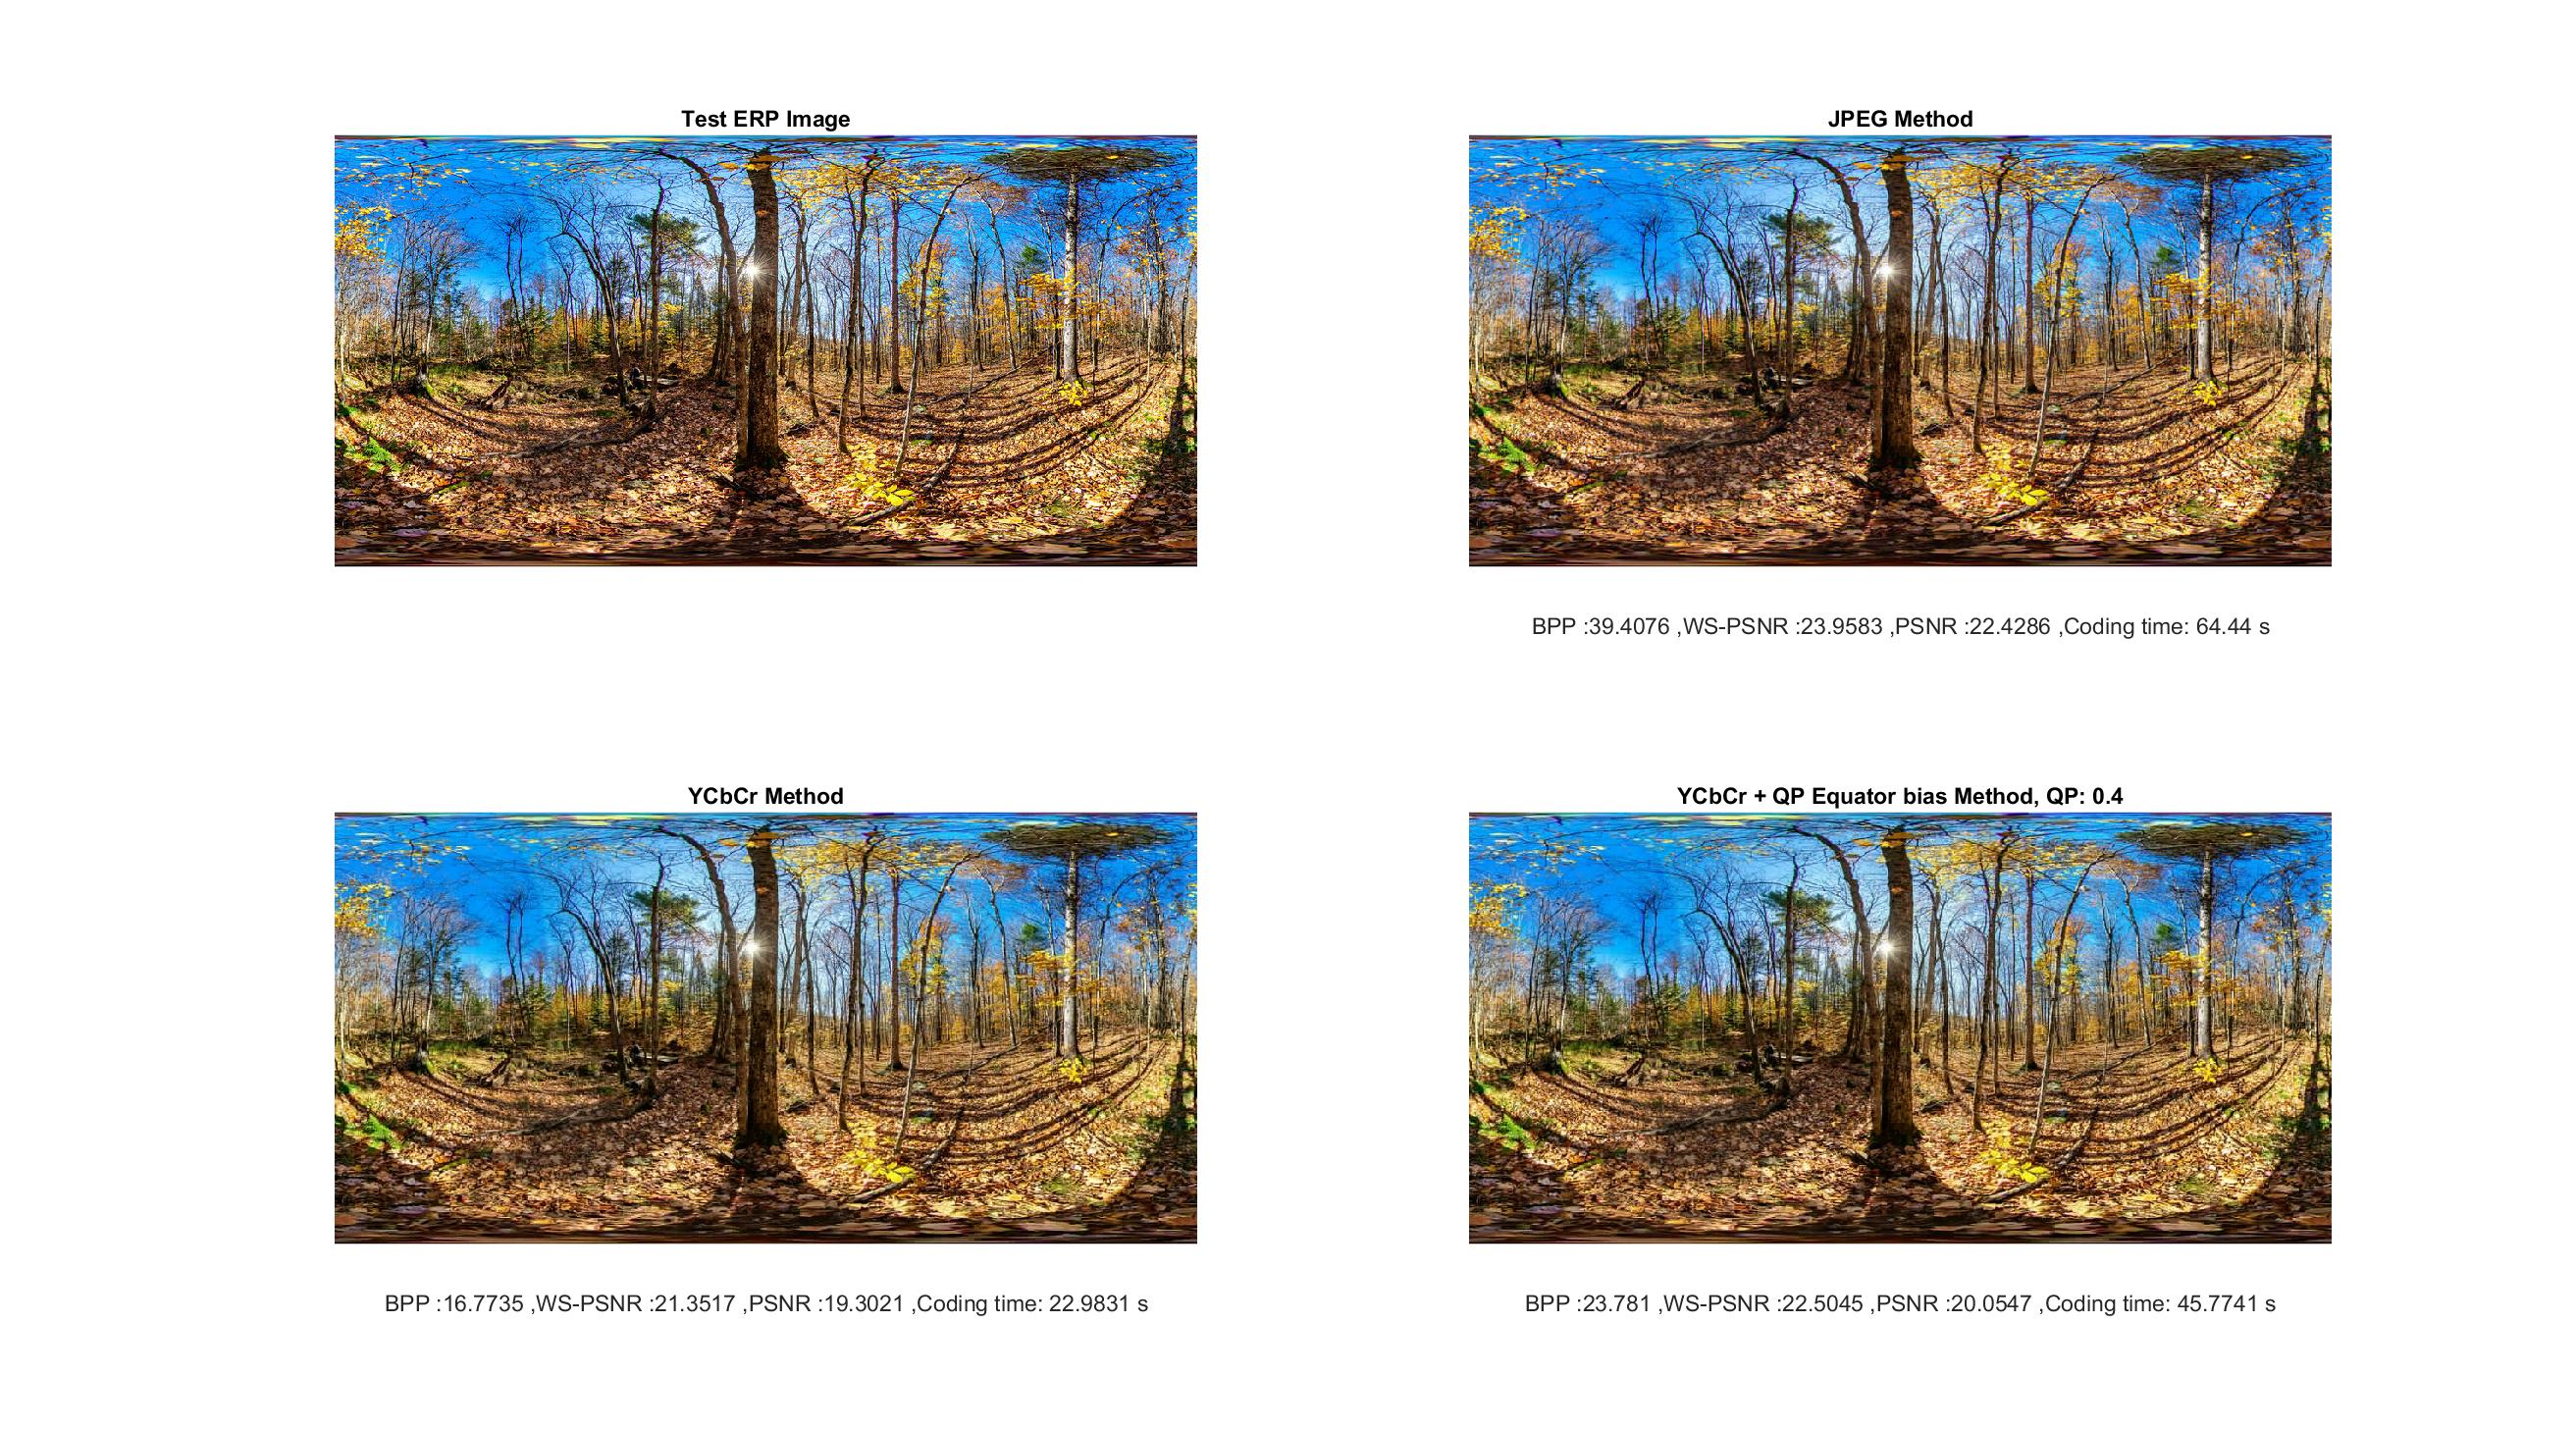 Test ERP Image
JPEG Method
BPP :39.4076 ,WS-PSNR :23.9583 ,PSNR :22.4286 ,Coding time: 64.44 s
YCbCr Method
YCbCr + QP Equator bias Method, QP: 0.4
BPP :16.7735 ,WS-PSNR :21.3517 ,PSNR :19.3021 ,Coding time: 22.9831 s
BPP :23.781 ,WS-PSNR :22.5045 ,PSNR :20.0547 ,Coding time: 45.7741 s